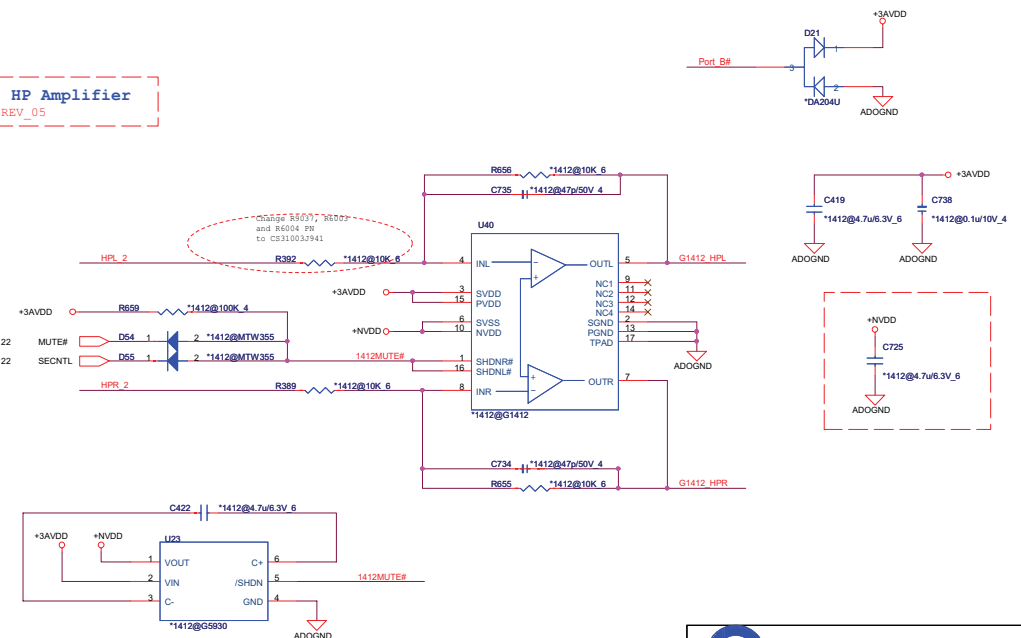 +3AVDD
D21
1
Port_B#
3
2
*DA204U
ADOGND
HP Amplifier
REV_05
R656 *1412@10K_6
C735 *1412@47p/50V_4
+3AVDD
C419
*1412@4.7u/6.3V_6
C738
*1412@0.1u/10V_4
ADOGND
ADOGND
Change R9037, R6003
and R6004 PN
to CS31003J941
U40
HPL_2
R392 *1412@10K_6
4 INL
OUTL 5
G1412_HPL
+3AVDD
3 SVDD
15 PVDD
NC1 9
NC2 11
NC3 12
NC4 14
+3AVDD
R659 *1412@100K_4
+NVDD
6 SVSS
10 NVDD
SGND 2
PGND 13
TPAD 17
ADOGND
22 MUTE# D54 1 2 *1412@MTW355
22 SECNTL D55 1 2 *1412@MTW355
1412MUTE#
1 SHDNR#
16 SHDNL#
HPR_2
R389 *1412@10K_6
8 INR
OUTR 7
*1412@G1412
+NVDD
C725
*1412@4.7u/6.3V_6
ADOGND
C734 *1412@47p/50V_4
R655 *1412@10K_6
G1412_HPR
C422 *1412@4.7u/6.3V_6
+3AVDD +NVDD
U23
1 VOUT C+ 6
2 VIN /SHDN 5
1412MUTE#
3 C- GND 4
*1412@G5930
ADOGND